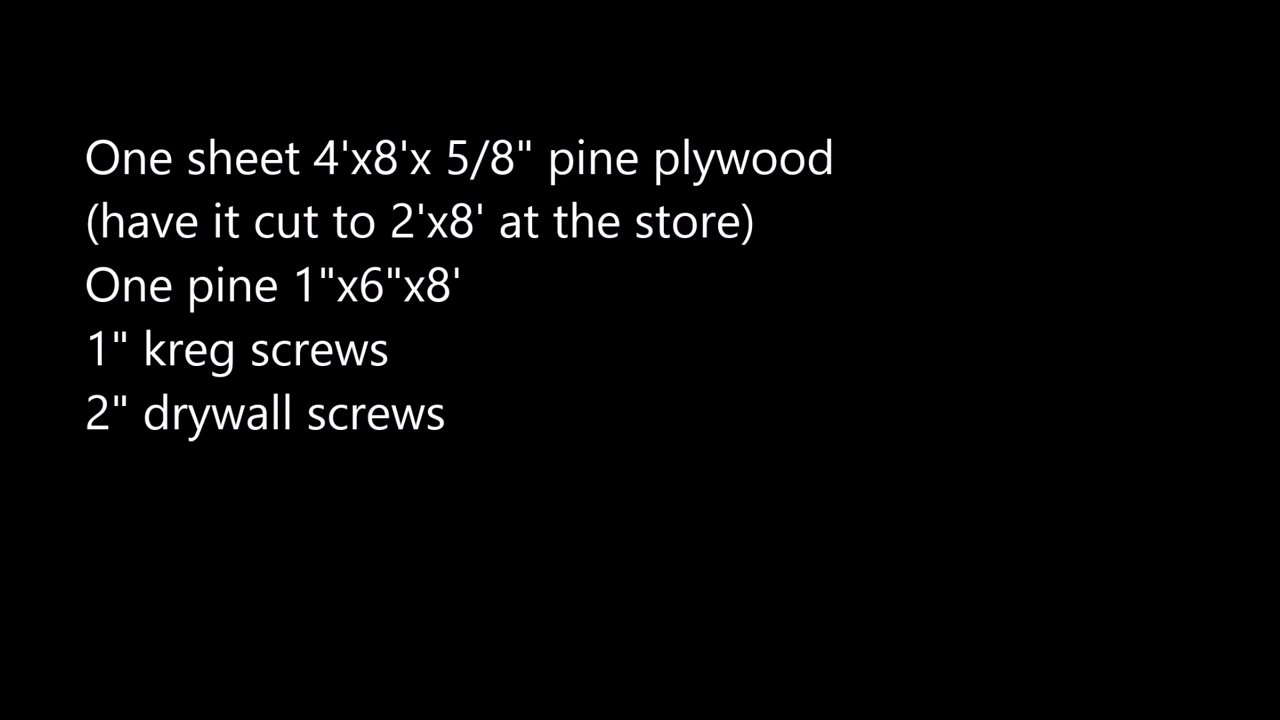 One sheet 4'x8'x 5/8" pine plywood
(have it cut to 2'x8' at the store)
One pine 1"x6"x8'
1" kreg screws
2" drywall screws